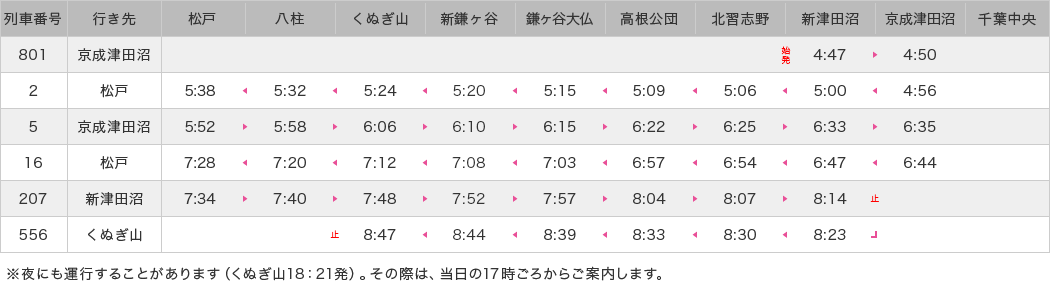 列車番号 行き先 松戸 八柱 くぬぎ山 新鎌ヶ谷 鎌ヶ谷大仏 高根公団 北習志野 新津田沼 京成津田沼 千葉中央
801 京成津田沼 始発 4:47 4:50
2 松戸 5:38 5:32 5:24 5:20 5:15 5:09 5:06 5:00 4:56
5 京成津田沼 5:52 5:58 6:06 6:10 6:15 6:22 6:25 6:33 6:35
16 松戸 7:28 7:20 7:12 7:08 7:03 6:57 6:54 6:47 6:44
207 新津田沼 7:34 7:40 7:48 7:52 7:57 8:04 8:07 8:14 止
556 くぬぎ山 止 8:47 8:44 8:39 8:33 8:30 8:23
※夜にも運行することがあります（くぬぎ山18：21発）。その際は、当日の17時ごろからご案内します。